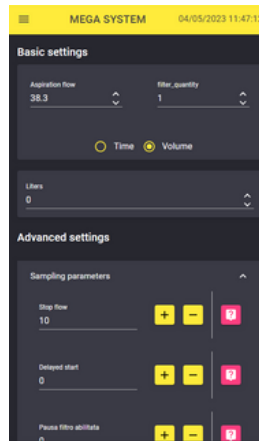 MEGA SYSTEM 04/05/2023 11:47:12
Basic settings
Aspiration flow filter_quantity
38.3 1
Time Volume
Liters
0
Advanced settings
Sampling parameters
Stop flow
10
+ −
Delayed start
0
+ −
Pausa filtro abilitata
0
+ −